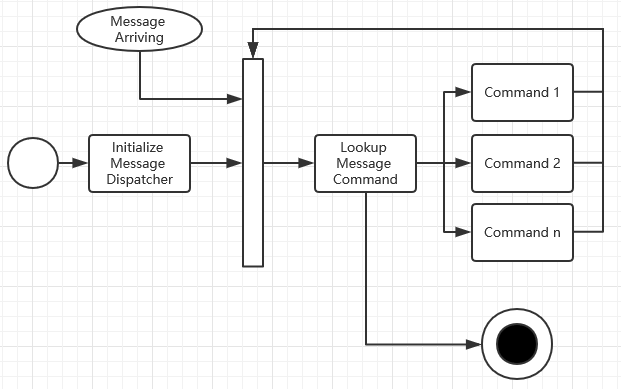 Message
Arriving
Initialize
Message
Dispatcher
Lookup
Message
Command
Command 1
Command 2
Command n